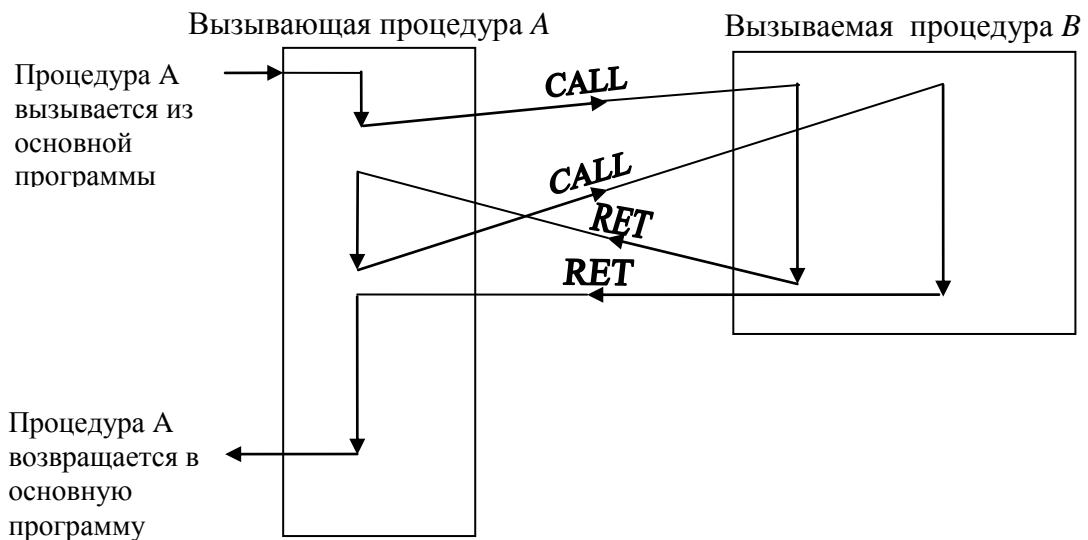 Вызывающая процедура A
Вызываемая процедура B
Процедура А
вызывается из
основной
программы
CALL
CALL
RET
RET
Процедура А
возвращается в
основную
программу